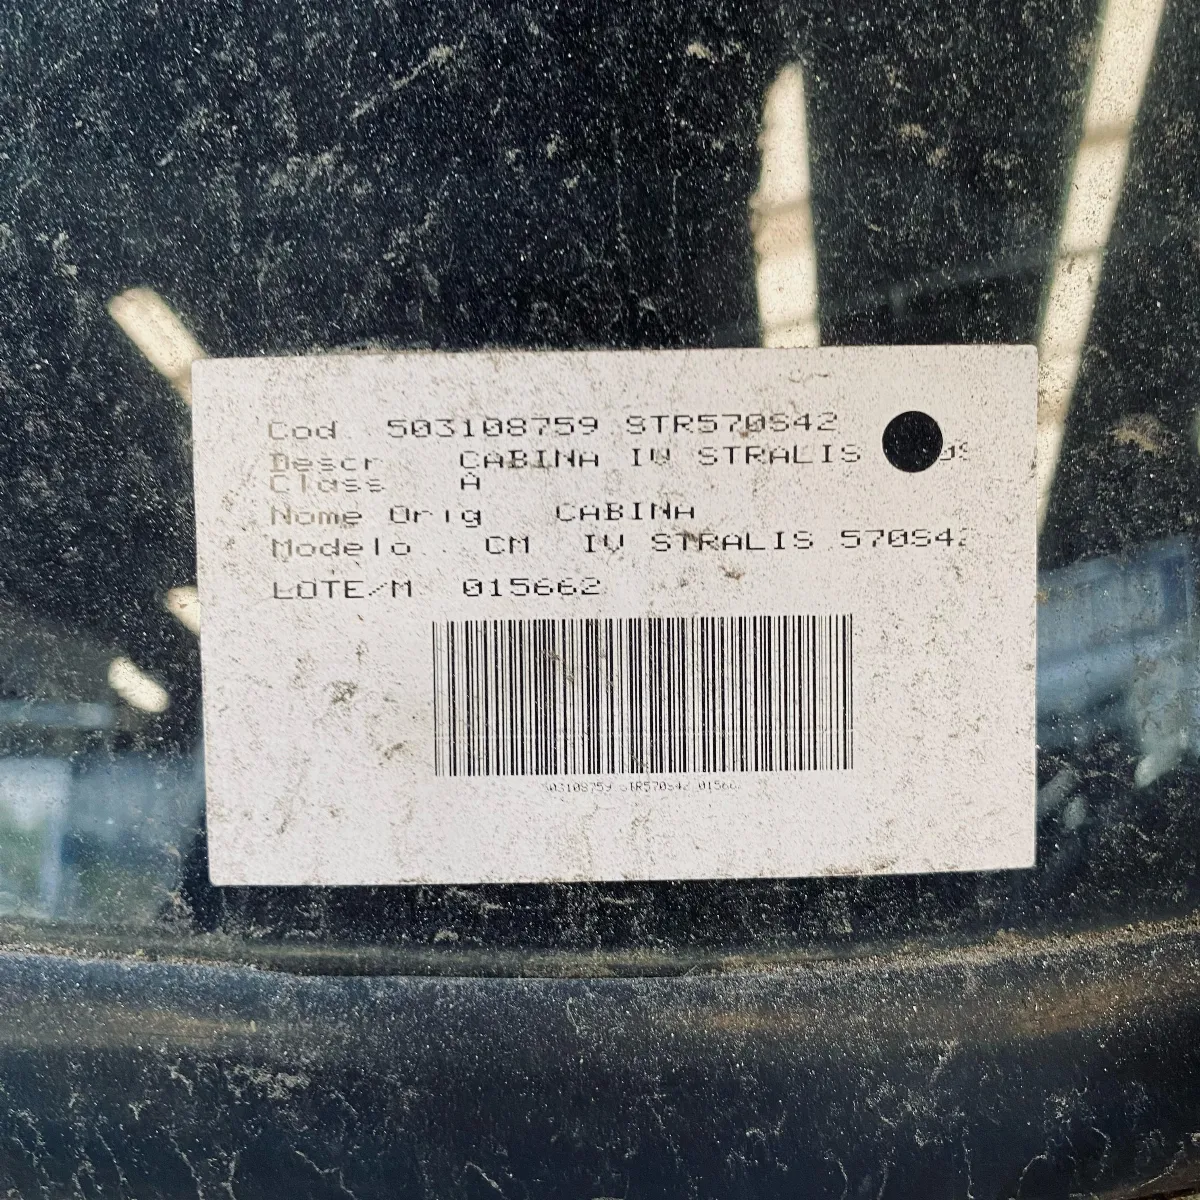 Cod 503108759 STR570S42
Descr CABINA IV STRALIS
Class A
Nome Orig CABINA
Modelo.. CM IV STRALIS 570S42
LOTE/M 015662
503108759 STR570S42